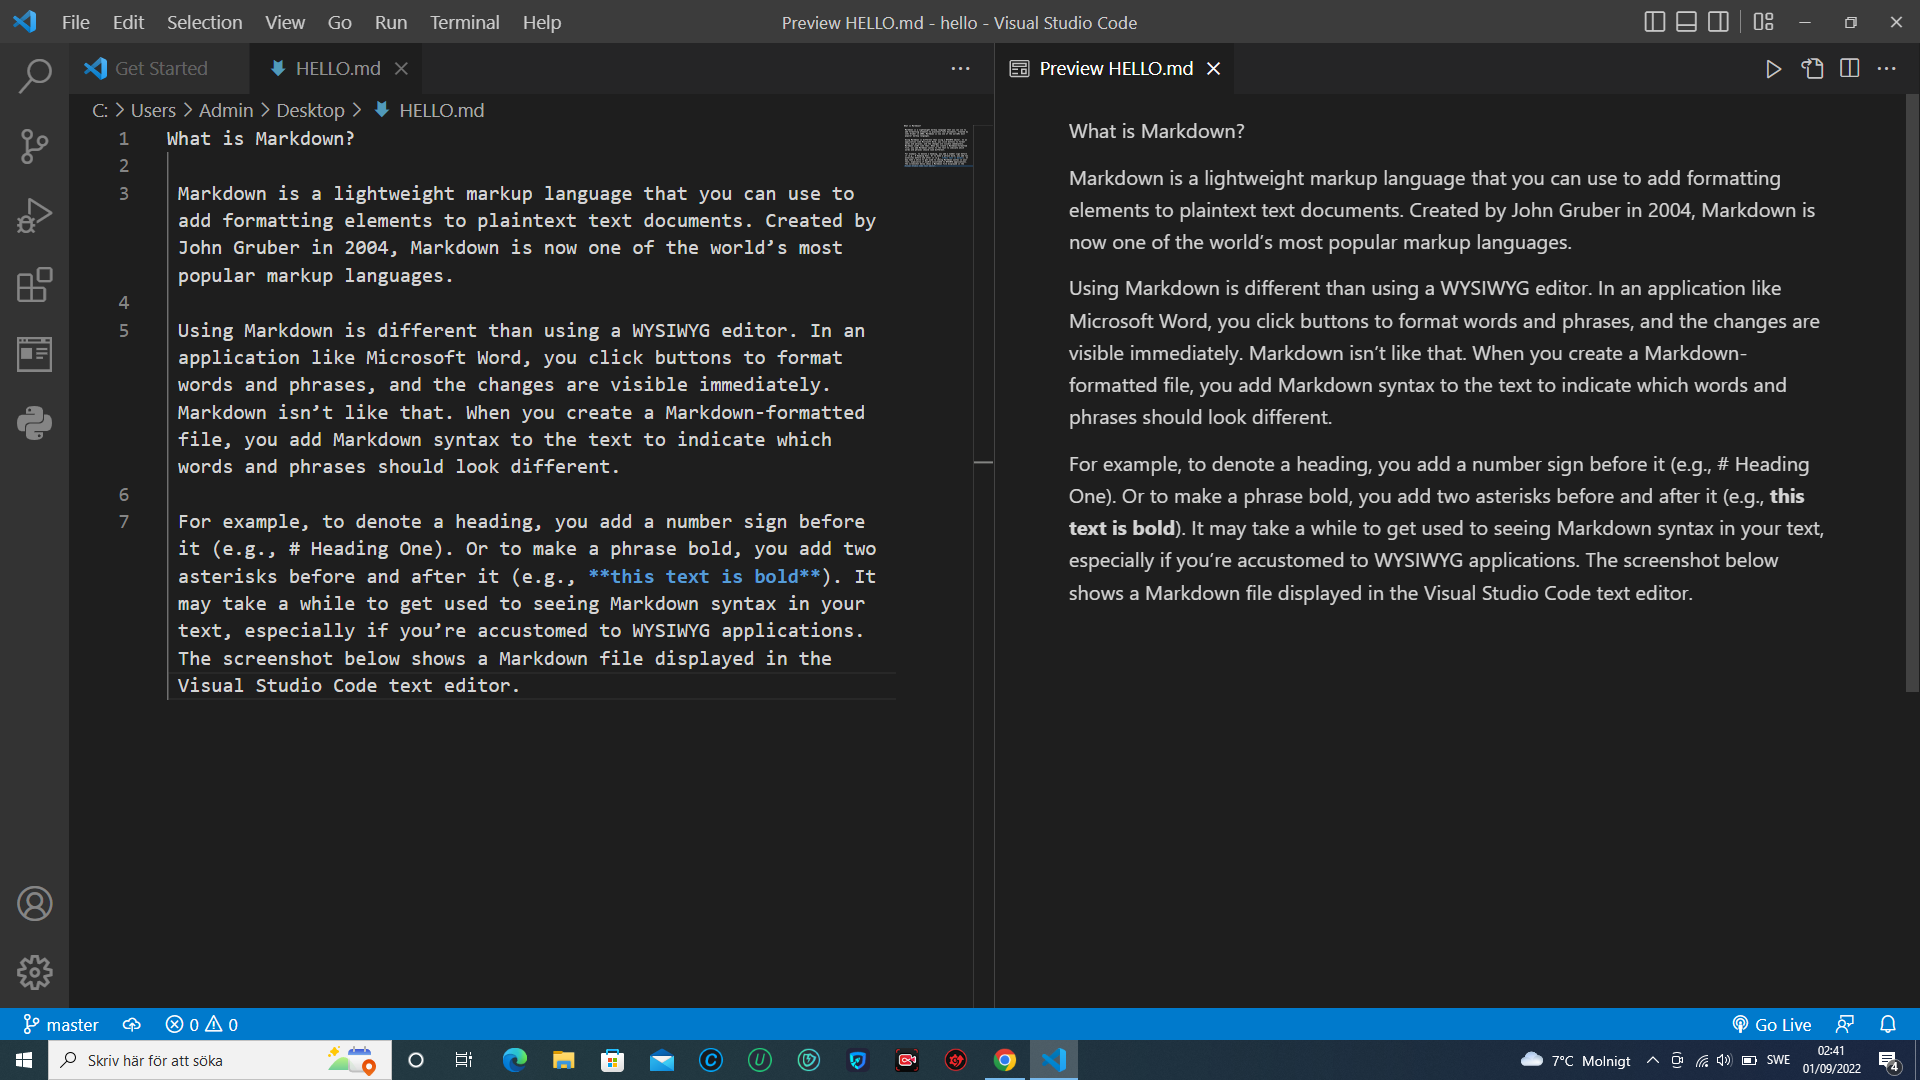 File Edit Selection View Go Run Terminal Help
Preview HELLO.md - hello - Visual Studio Code
Get Started
HELLO.md
Preview HELLO.md
C: > Users > Admin > Desktop > HELLO.md
1 What is Markdown?
2
3 Markdown is a lightweight markup language that you can use to
add formatting elements to plaintext text documents. Created by
John Gruber in 2004, Markdown is now one of the world’s most
popular markup languages.
4
5 Using Markdown is different than using a WYSIWYG editor. In an
application like Microsoft Word, you click buttons to format
words and phrases, and the changes are visible immediately.
Markdown isn’t like that. When you create a Markdown-formatted
file, you add Markdown syntax to the text to indicate which
words and phrases should look different.
6
7 For example, to denote a heading, you add a number sign before
it (e.g., # Heading One). Or to make a phrase bold, you add two
asterisks before and after it (e.g., **this text is bold**). It
may take a while to get used to seeing Markdown syntax in your
text, especially if you’re accustomed to WYSIWYG applications.
The screenshot below shows a Markdown file displayed in the
Visual Studio Code text editor.
What is Markdown?
Markdown is a lightweight markup language that you can use to add formatting
elements to plaintext text documents. Created by John Gruber in 2004, Markdown is
now one of the world’s most popular markup languages.
Using Markdown is different than using a WYSIWYG editor. In an application like
Microsoft Word, you click buttons to format words and phrases, and the changes are
visible immediately. Markdown isn’t like that. When you create a Markdown-
formatted file, you add Markdown syntax to the text to indicate which words and
phrases should look different.
For example, to denote a heading, you add a number sign before it (e.g., # Heading
One). Or to make a phrase bold, you add two asterisks before and after it (e.g., this
text is bold). It may take a while to get used to seeing Markdown syntax in your text,
especially if you’re accustomed to WYSIWYG applications. The screenshot below
shows a Markdown file displayed in the Visual Studio Code text editor.
master
0 0
Go Live
Skriv här för att söka
7°C Molnigt
SWE
02:41
01/09/2022
4